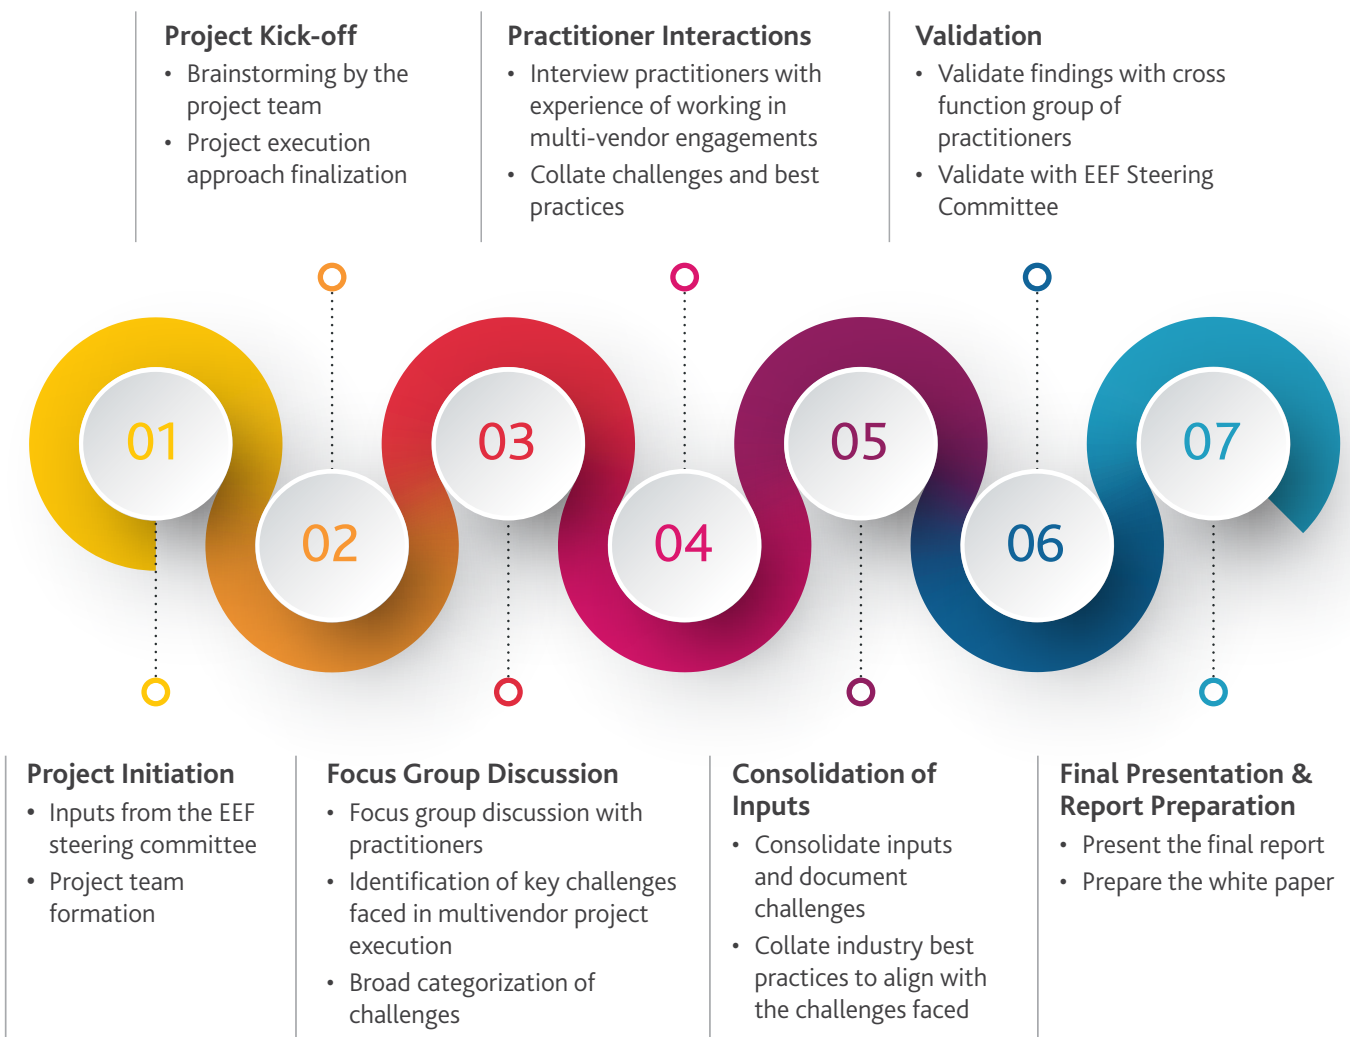 Project Kick-off
• Brainstorming by the
project team
• Project execution
approach finalization
Practitioner Interactions
• Interview practitioners with
experience of working in
multi-vendor engagements
• Collate challenges and best
practices
Validation
• Validate findings with cross
function group of
practitioners
• Validate with EEF Steering
Committee
01
02
03
04
05
06
07
Project Initiation
• Inputs from the EEF
steering committee
• Project team
formation
Focus Group Discussion
• Focus group discussion with
practitioners
• Identification of key challenges
faced in multivendor project
execution
• Broad categorization of
challenges
Consolidation of
Inputs
• Consolidate inputs
and document
challenges
• Collate industry best
practices to align with
the challenges faced
Final Presentation &
Report Preparation
• Present the final report
• Prepare the white paper